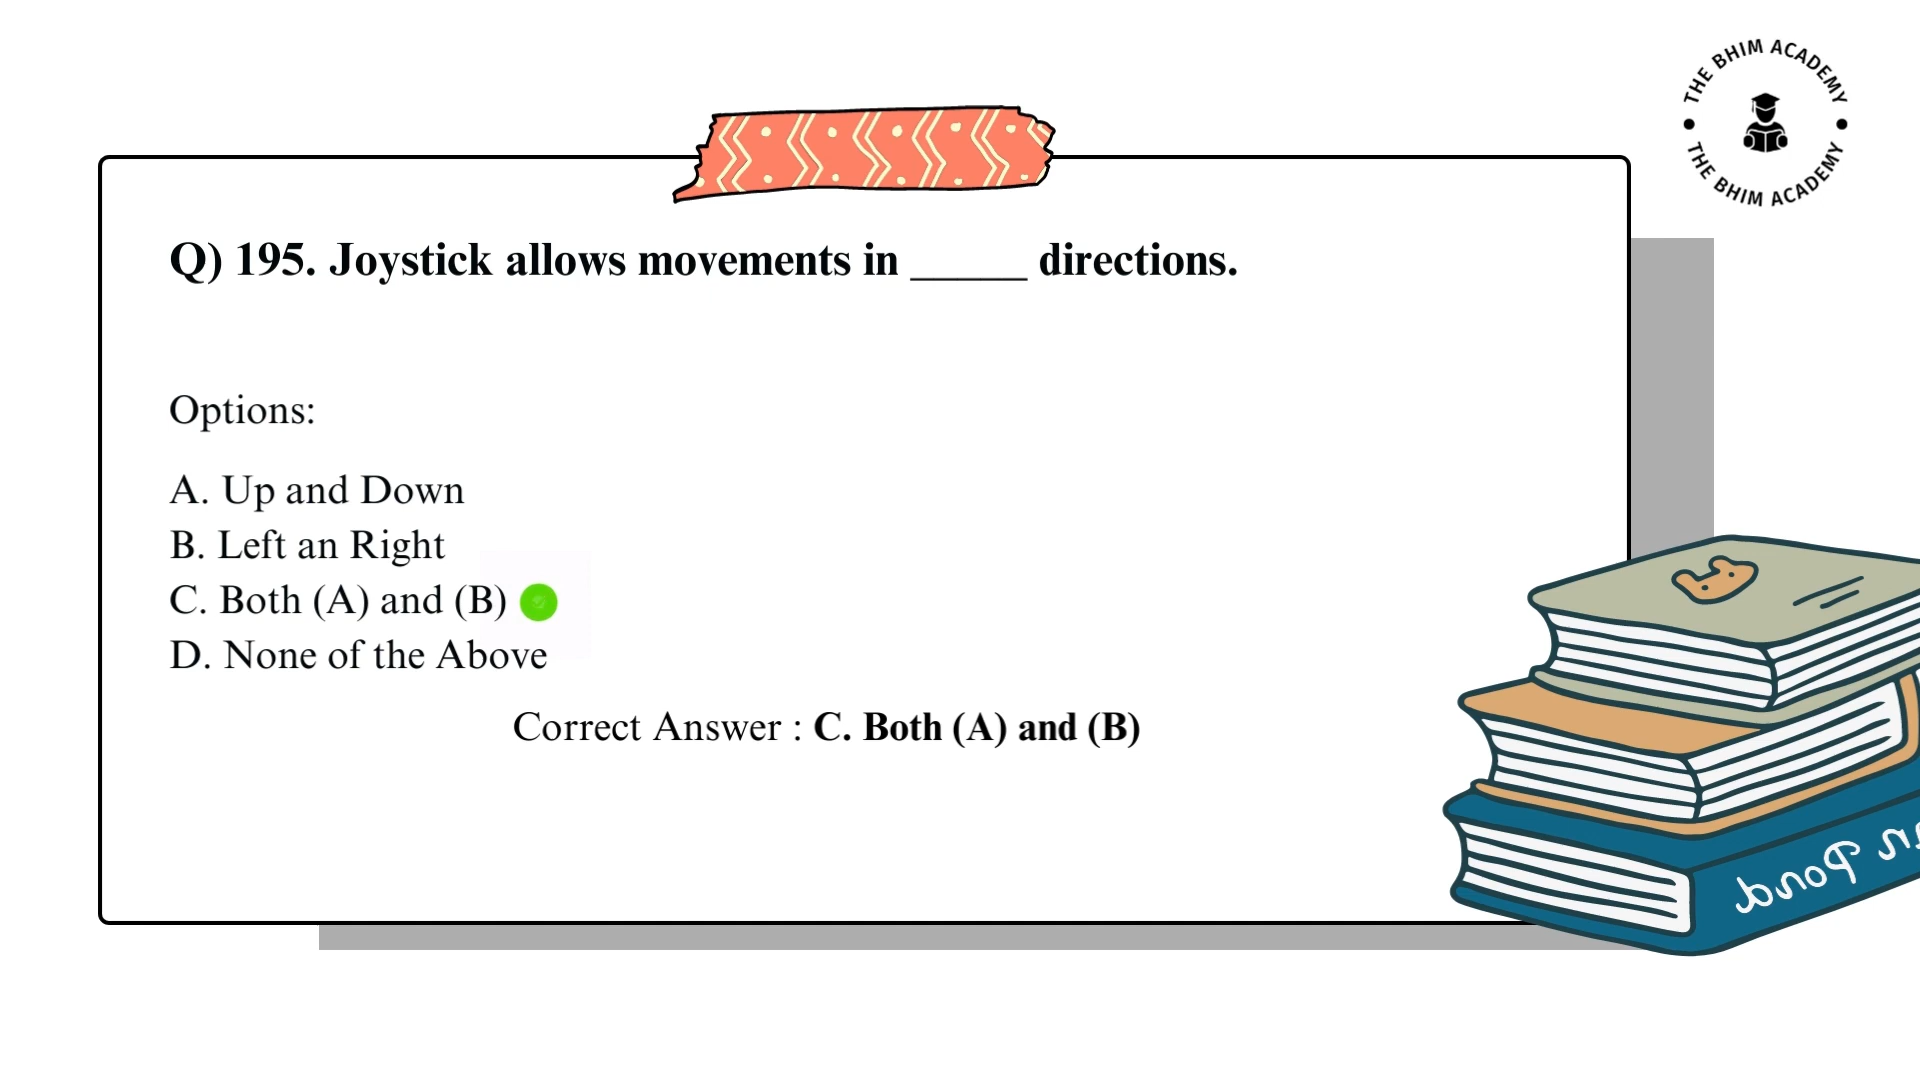 THE BHIM ACADEMY
THE BHIM ACADEMY
Q) 195. Joystick allows movements in _____ directions.
Options:
A. Up and Down
B. Left an Right
C. Both (A) and (B)
D. None of the Above
Correct Answer : C. Both (A) and (B)